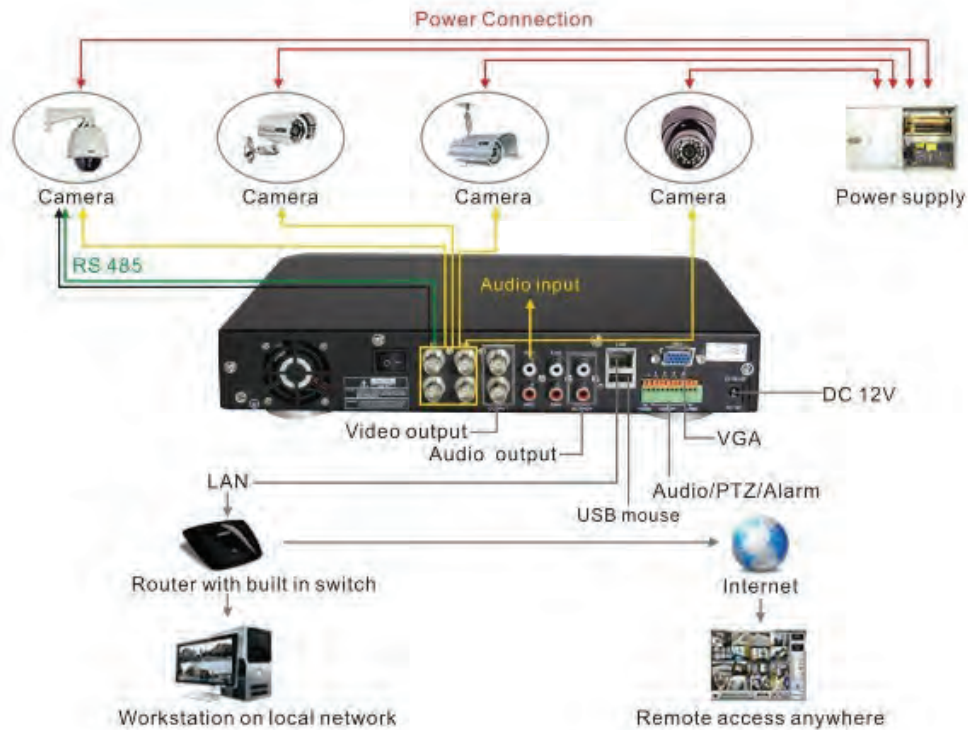 Power Connection
Camera
Camera
Camera
Camera
Power supply
RS 485
Audio input
DC 12V
Video output
VGA
Audio output
LAN
Audio/PTZ/Alarm
USB mouse
Router with built in switch
Internet
Workstation on local network
Remote access anywhere